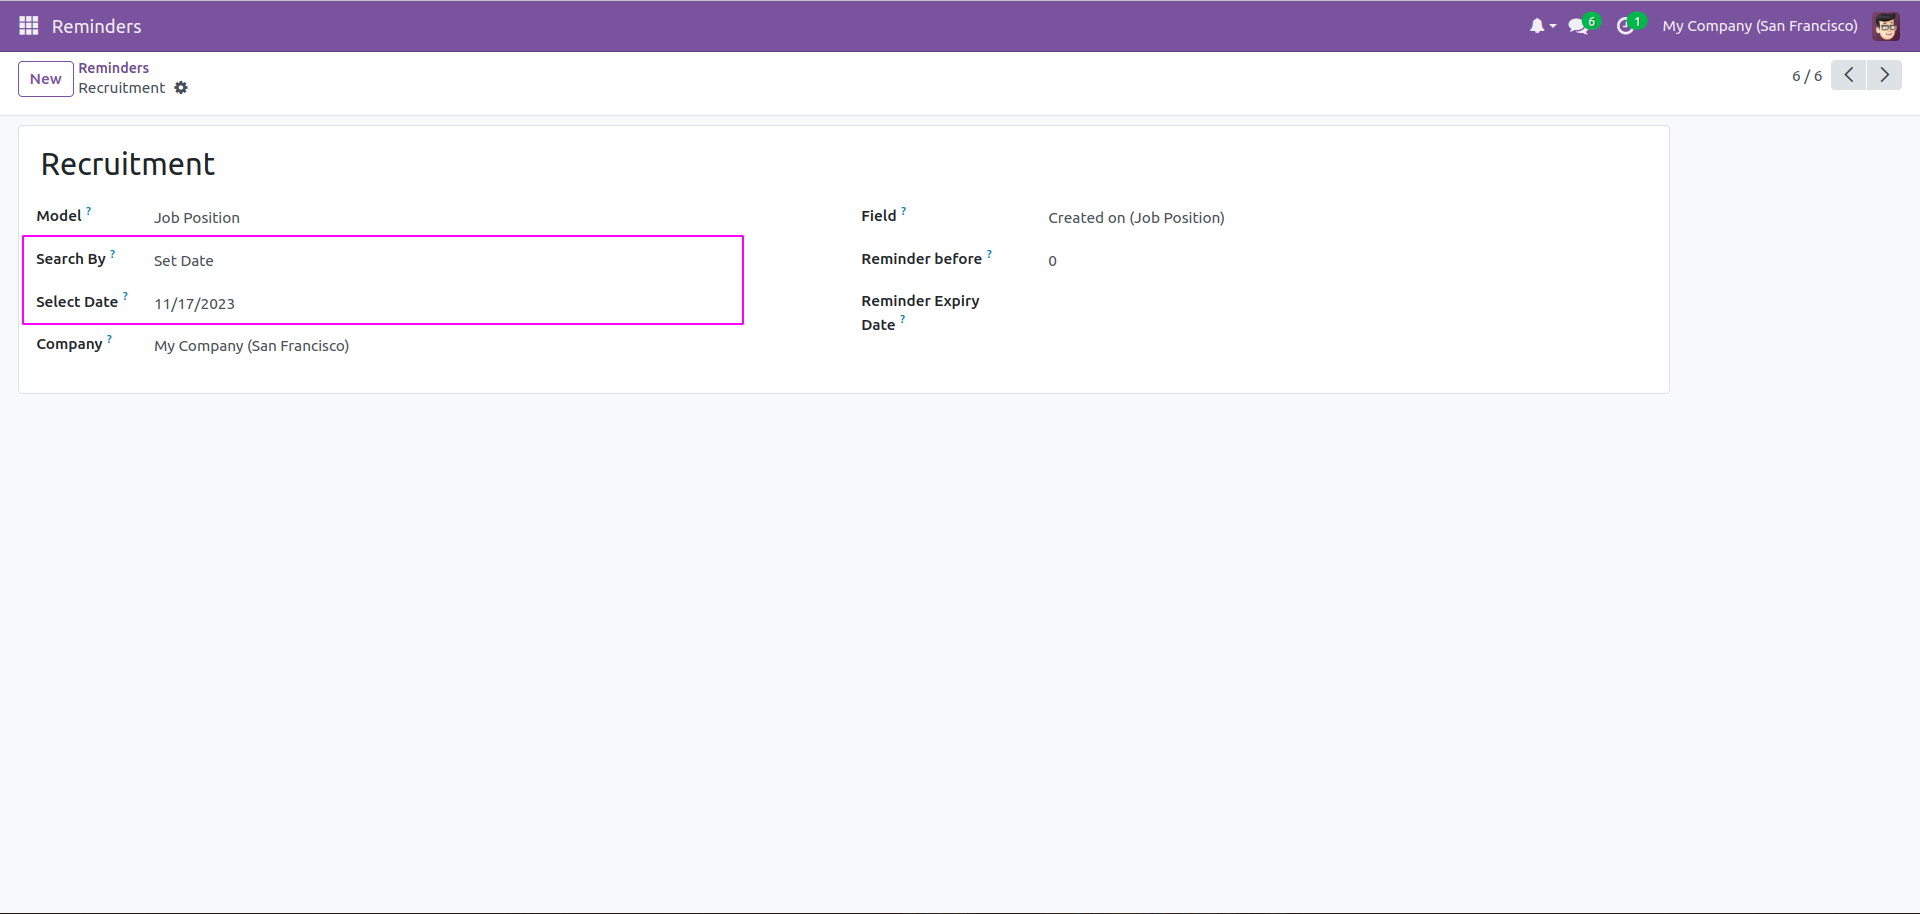 Reminders
6
1
My Company (San Francisco)
New
Reminders
Recruitment
6 / 6
Recruitment
Model ?
Job Position
Field ?
Created on (Job Position)
Search By ?
Set Date
Reminder before ?
0
Select Date ?
11/17/2023
Reminder Expiry
Date ?
Company ?
My Company (San Francisco)